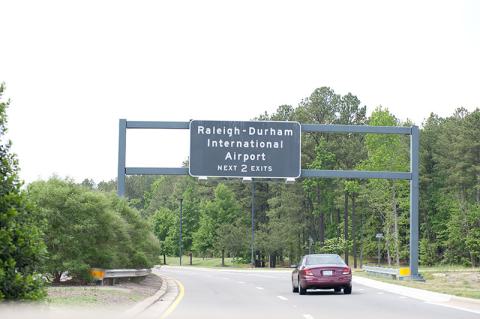 Raleigh-Durham
International
Airport
NEXT 2 EXITS